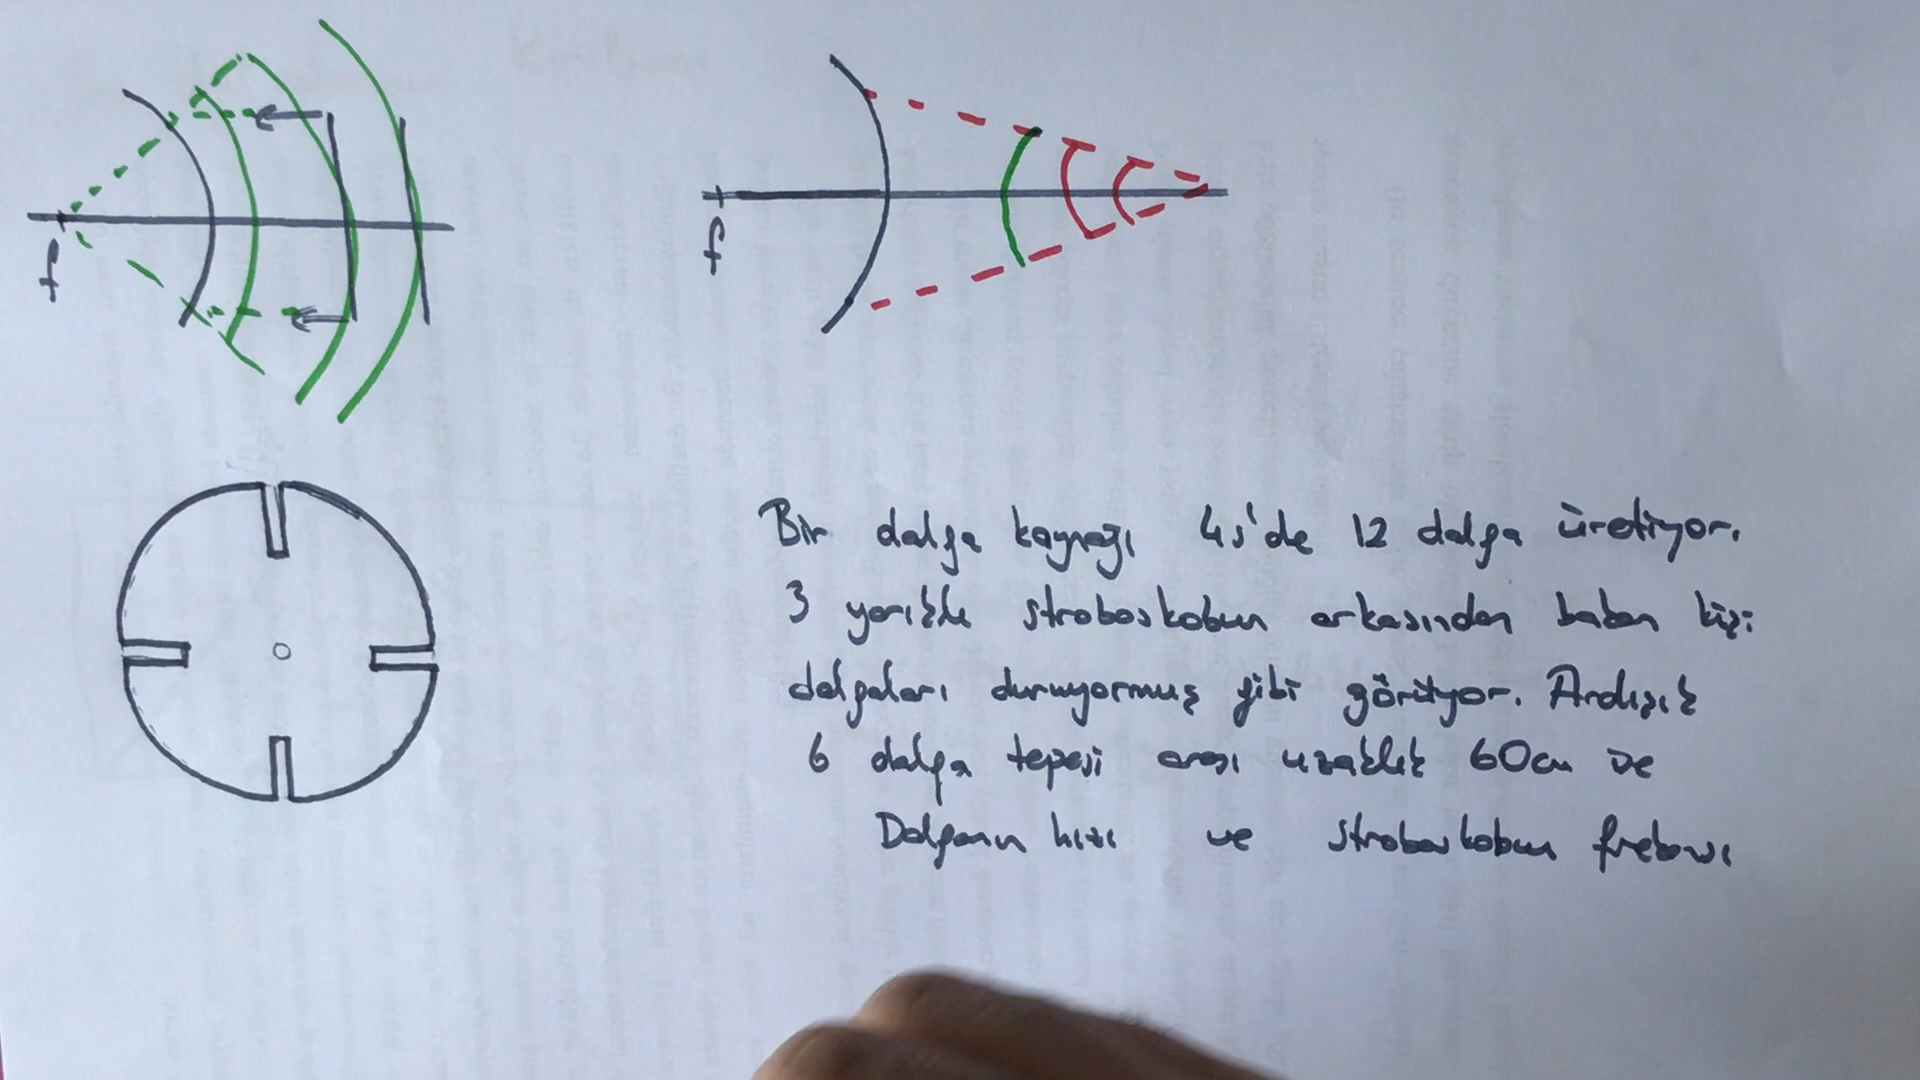 f
f
Bir dalga kaynağı 4s'de 12 dalga üretiyor.
3 yarıklı stroboskobun arkasından bakan kişi
dalgaları duruyormuş gibi görüyor. Ardışık
6 dalga tepesi arası uzaklık 60cm ve
Dalganın hızı ve stroboskobun frekansı